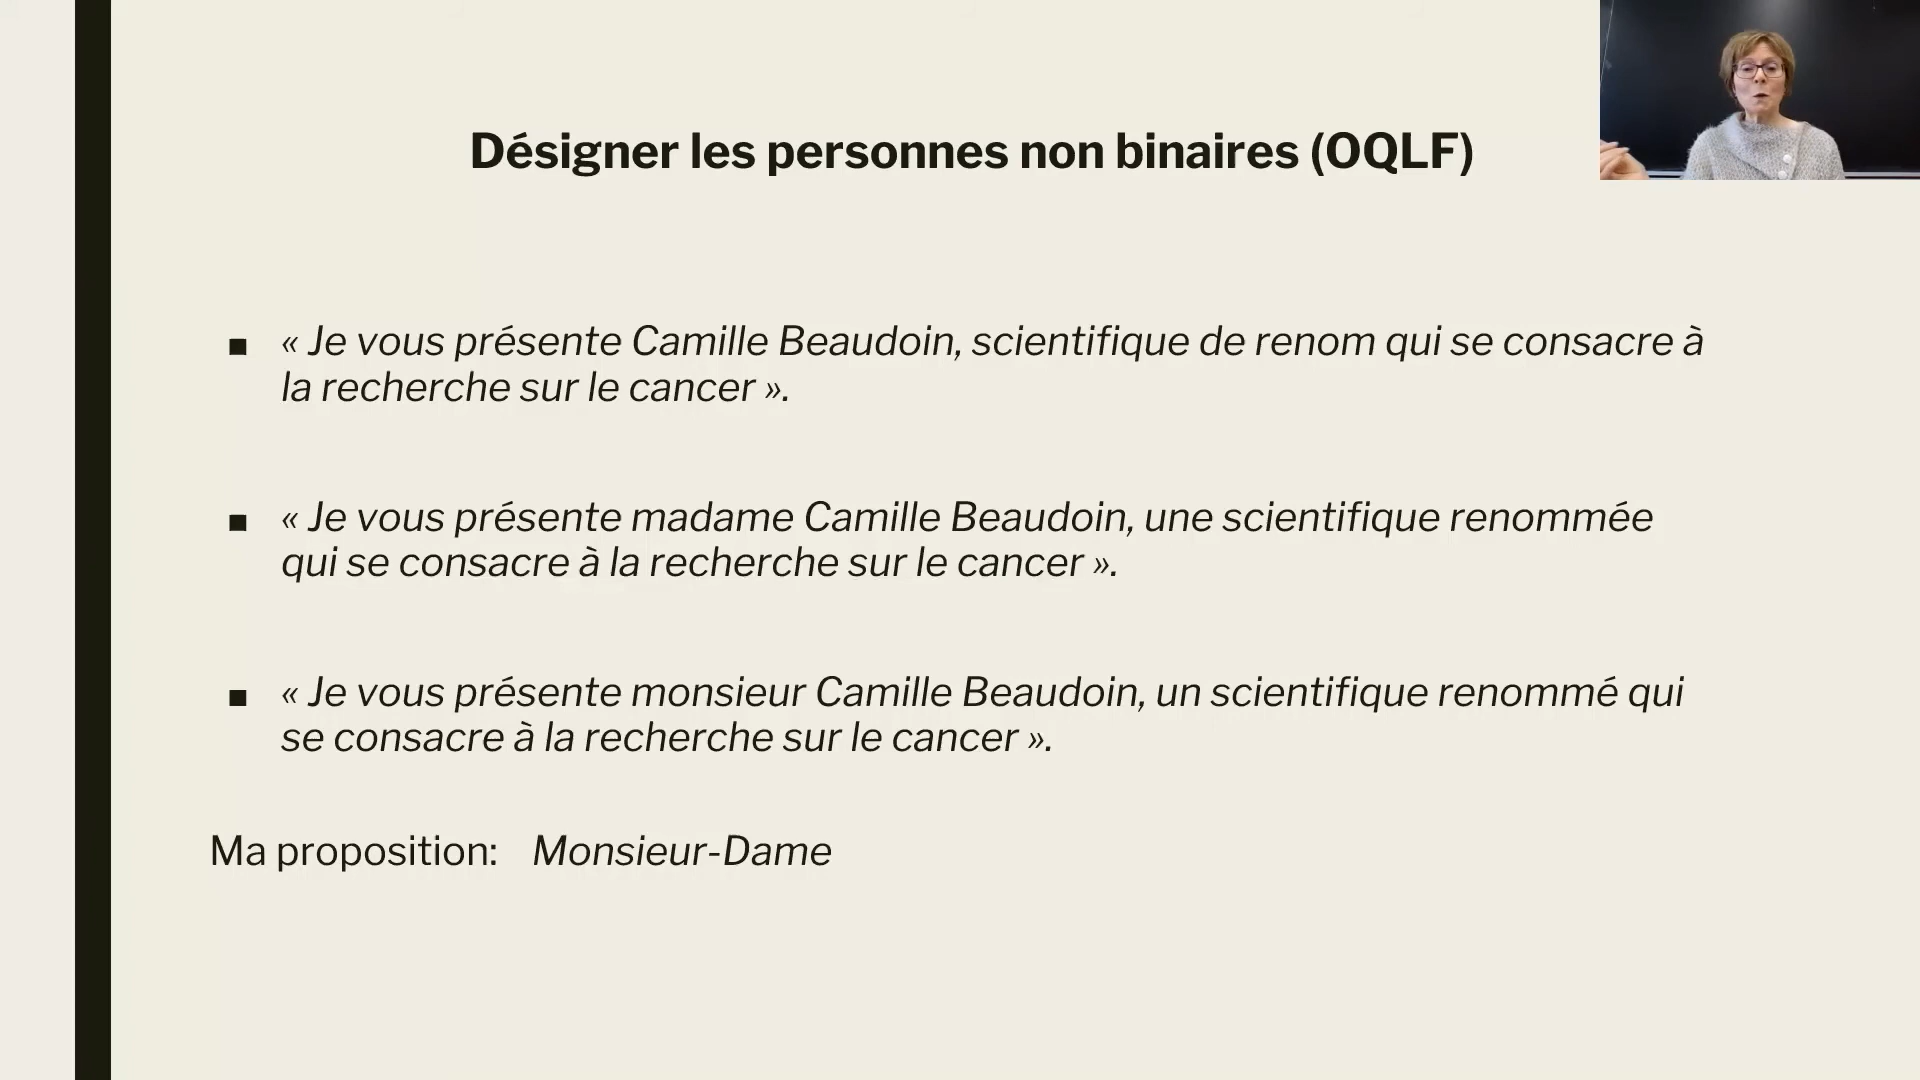 Désigner les personnes non binaires (OQLF)
■ « Je vous présente Camille Beaudoin, scientifique de renom qui se consacre à
la recherche sur le cancer ».
■ « Je vous présente madame Camille Beaudoin, une scientifique renommée
qui se consacre à la recherche sur le cancer ».
■ « Je vous présente monsieur Camille Beaudoin, un scientifique renommé qui
se consacre à la recherche sur le cancer ».
Ma proposition: Monsieur-Dame